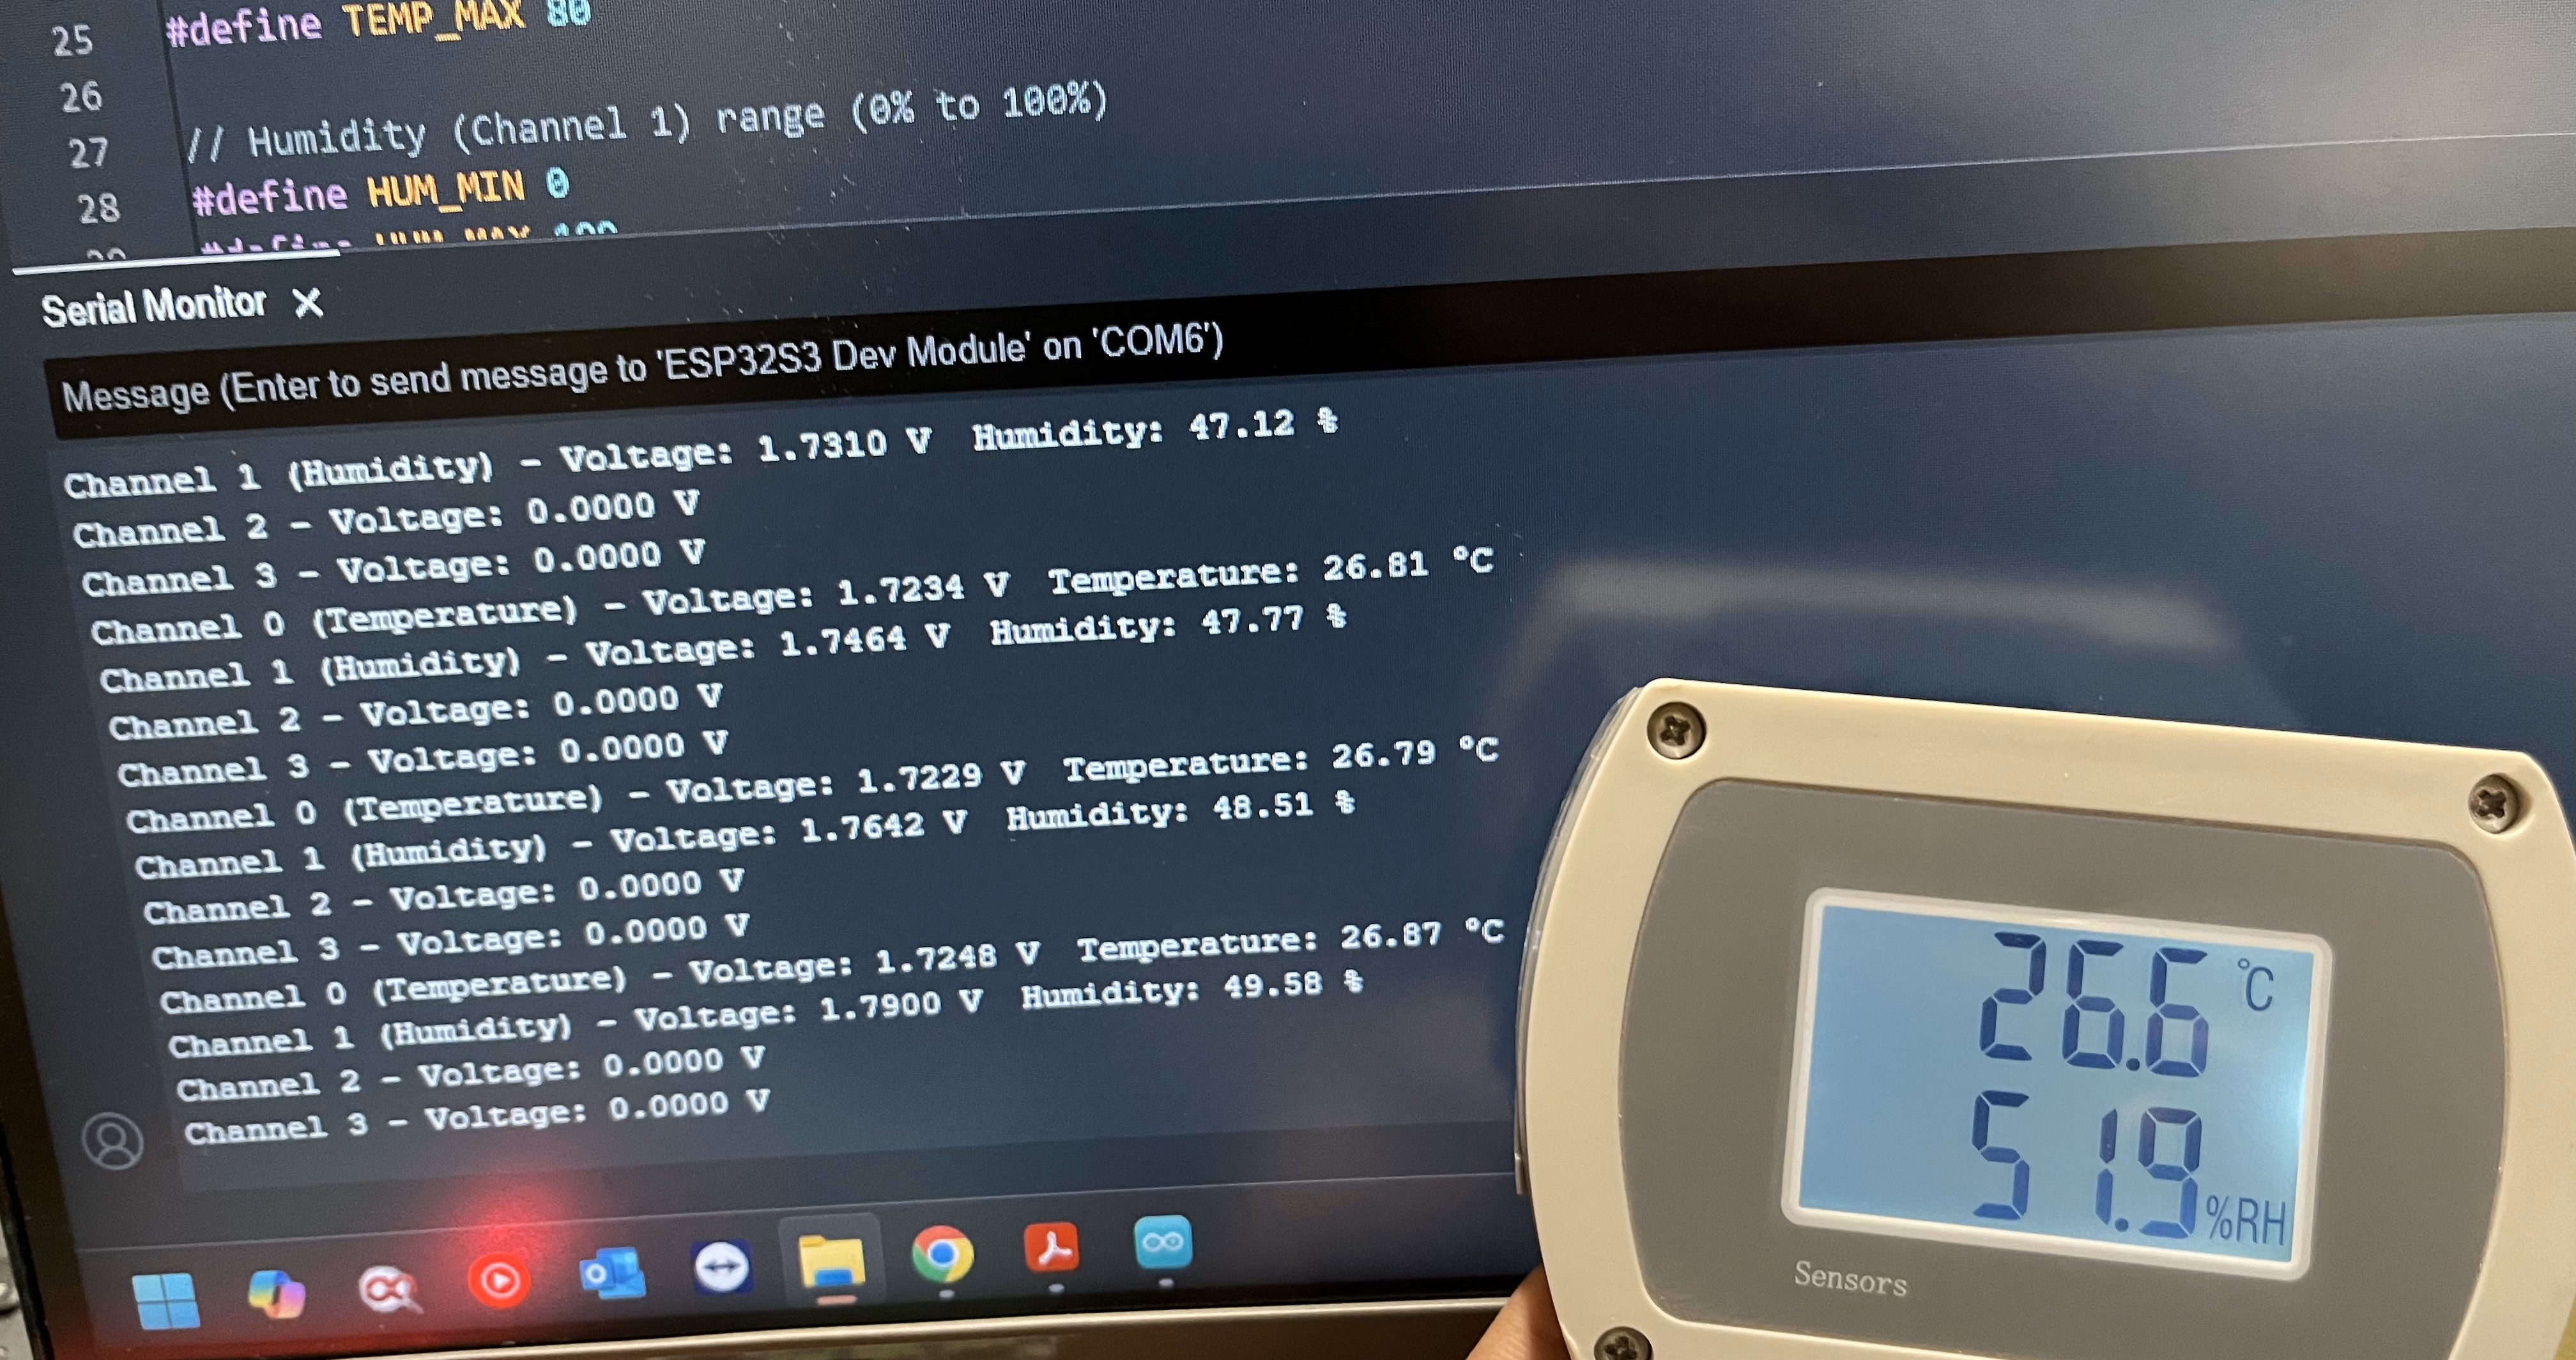 25 #define TEMP_MAX 80
26
27 // Humidity (Channel 1) range (0% to 100%)
28 #define HUM_MIN 0
Serial Monitor X
Message (Enter to send message to 'ESP32S3 Dev Module' on 'COM6')
Channel 1 (Humidity) - Voltage: 1.7310 V  Humidity: 47.12 %
Channel 2 - Voltage: 0.0000 V
Channel 3 - Voltage: 0.0000 V
Channel 0 (Temperature) - Voltage: 1.7234 V  Temperature: 26.81 °C
Channel 1 (Humidity) - Voltage: 1.7464 V  Humidity: 47.77 %
Channel 2 - Voltage: 0.0000 V
Channel 3 - Voltage: 0.0000 V
Channel 0 (Temperature) - Voltage: 1.7229 V  Temperature: 26.79 °C
Channel 1 (Humidity) - Voltage: 1.7642 V  Humidity: 48.51 %
Channel 2 - Voltage: 0.0000 V
Channel 3 - Voltage: 0.0000 V
Channel 0 (Temperature) - Voltage: 1.7248 V  Temperature: 26.87 °C
Channel 1 (Humidity) - Voltage: 1.7900 V  Humidity: 49.58 %
Channel 2 - Voltage: 0.0000 V
Channel 3 - Voltage: 0.0000 V
26.6 °C
51.9 %RH
Sensors